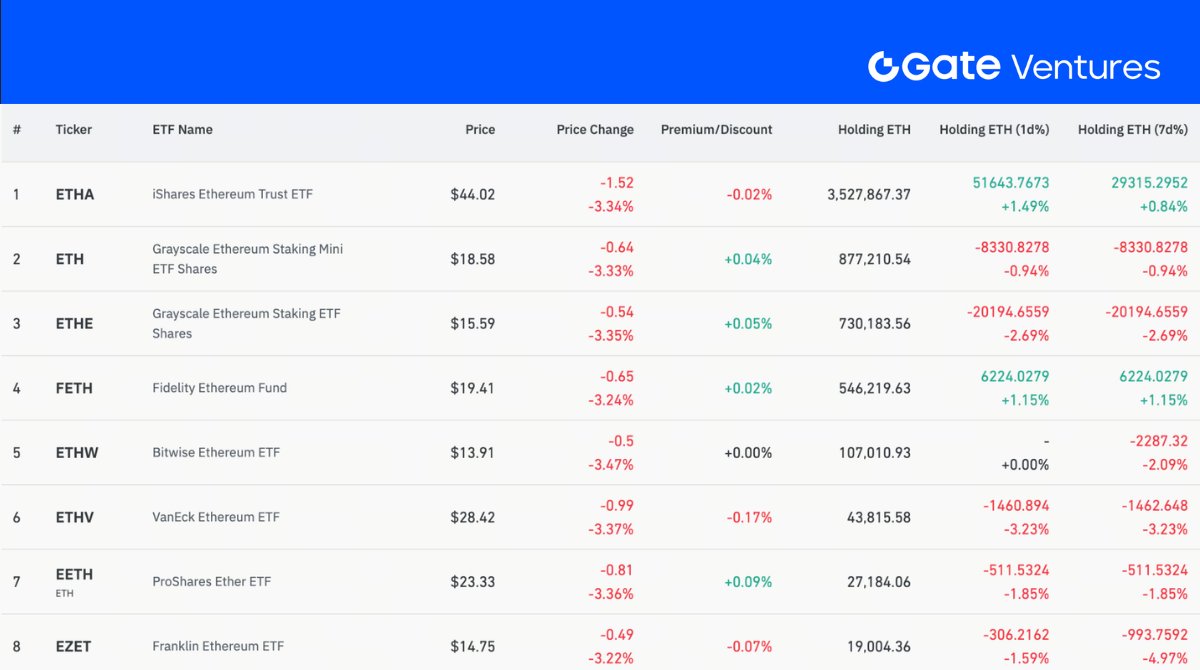 Gate Ventures
# Ticker ETF Name Price Price Change Premium/Discount Holding ETH Holding ETH (1d%) Holding ETH (7d%)
1 ETHA iShares Ethereum Trust ETF $44.02 -1.52 -0.02% 3,527,867.37 51643.7673 29315.2952
-3.34% +1.49% +0.84%
2 ETH Grayscale Ethereum Staking Mini $18.58 -0.64 +0.04% 877,210.54 -8330.8278 -8330.8278
ETF Shares -3.33% -0.94% -0.94%
3 ETHE Grayscale Ethereum Staking ETF $15.59 -0.54 +0.05% 730,183.56 -20194.6559 -20194.6559
Shares -3.35% -2.69% -2.69%
4 FETH Fidelity Ethereum Fund $19.41 -0.65 +0.02% 546,219.63 6224.0279 6224.0279
-3.24% +1.15% +1.15%
5 ETHW Bitwise Ethereum ETF $13.91 -0.5 +0.00% 107,010.93 - -2287.32
-3.47% +0.00% -2.09%
6 ETHV VanEck Ethereum ETF $28.42 -0.99 -0.17% 43,815.58 -1460.894 -1462.648
-3.37% -3.23% -3.23%
7 EETH ProShares Ether ETF $23.33 -0.81 +0.09% 27,184.06 -511.5324 -511.5324
ETH -3.36% -1.85% -1.85%
8 EZET Franklin Ethereum ETF $14.75 -0.49 -0.07% 19,004.36 -306.2162 -993.7592
-3.22% -1.59% -4.97%